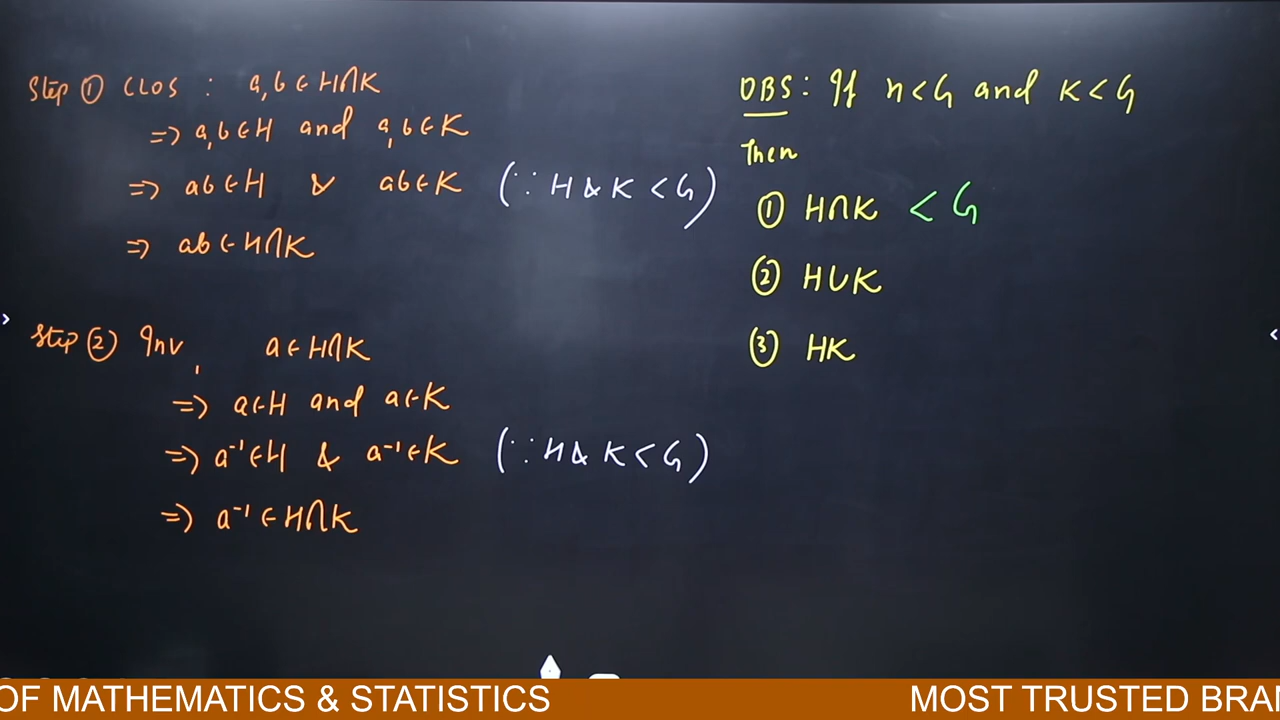 Step ① CLOS : a,b ∈ H∩K
=> a,b ∈ H and a,b ∈ K
=> ab ∈ H & ab ∈ K (∵ H & K < G)
=> ab ∈ H∩K
Step ② Inv, a ∈ H∩K
=> a ∈ H and a ∈ K
=> a⁻¹ ∈ H & a⁻¹ ∈ K (∵ H & K < G)
=> a⁻¹ ∈ H∩K
OBS: If H < G and K < G
Then
① H∩K < G
② H∪K
③ HK
OF MATHEMATICS & STATISTICS
MOST TRUSTED BRAN